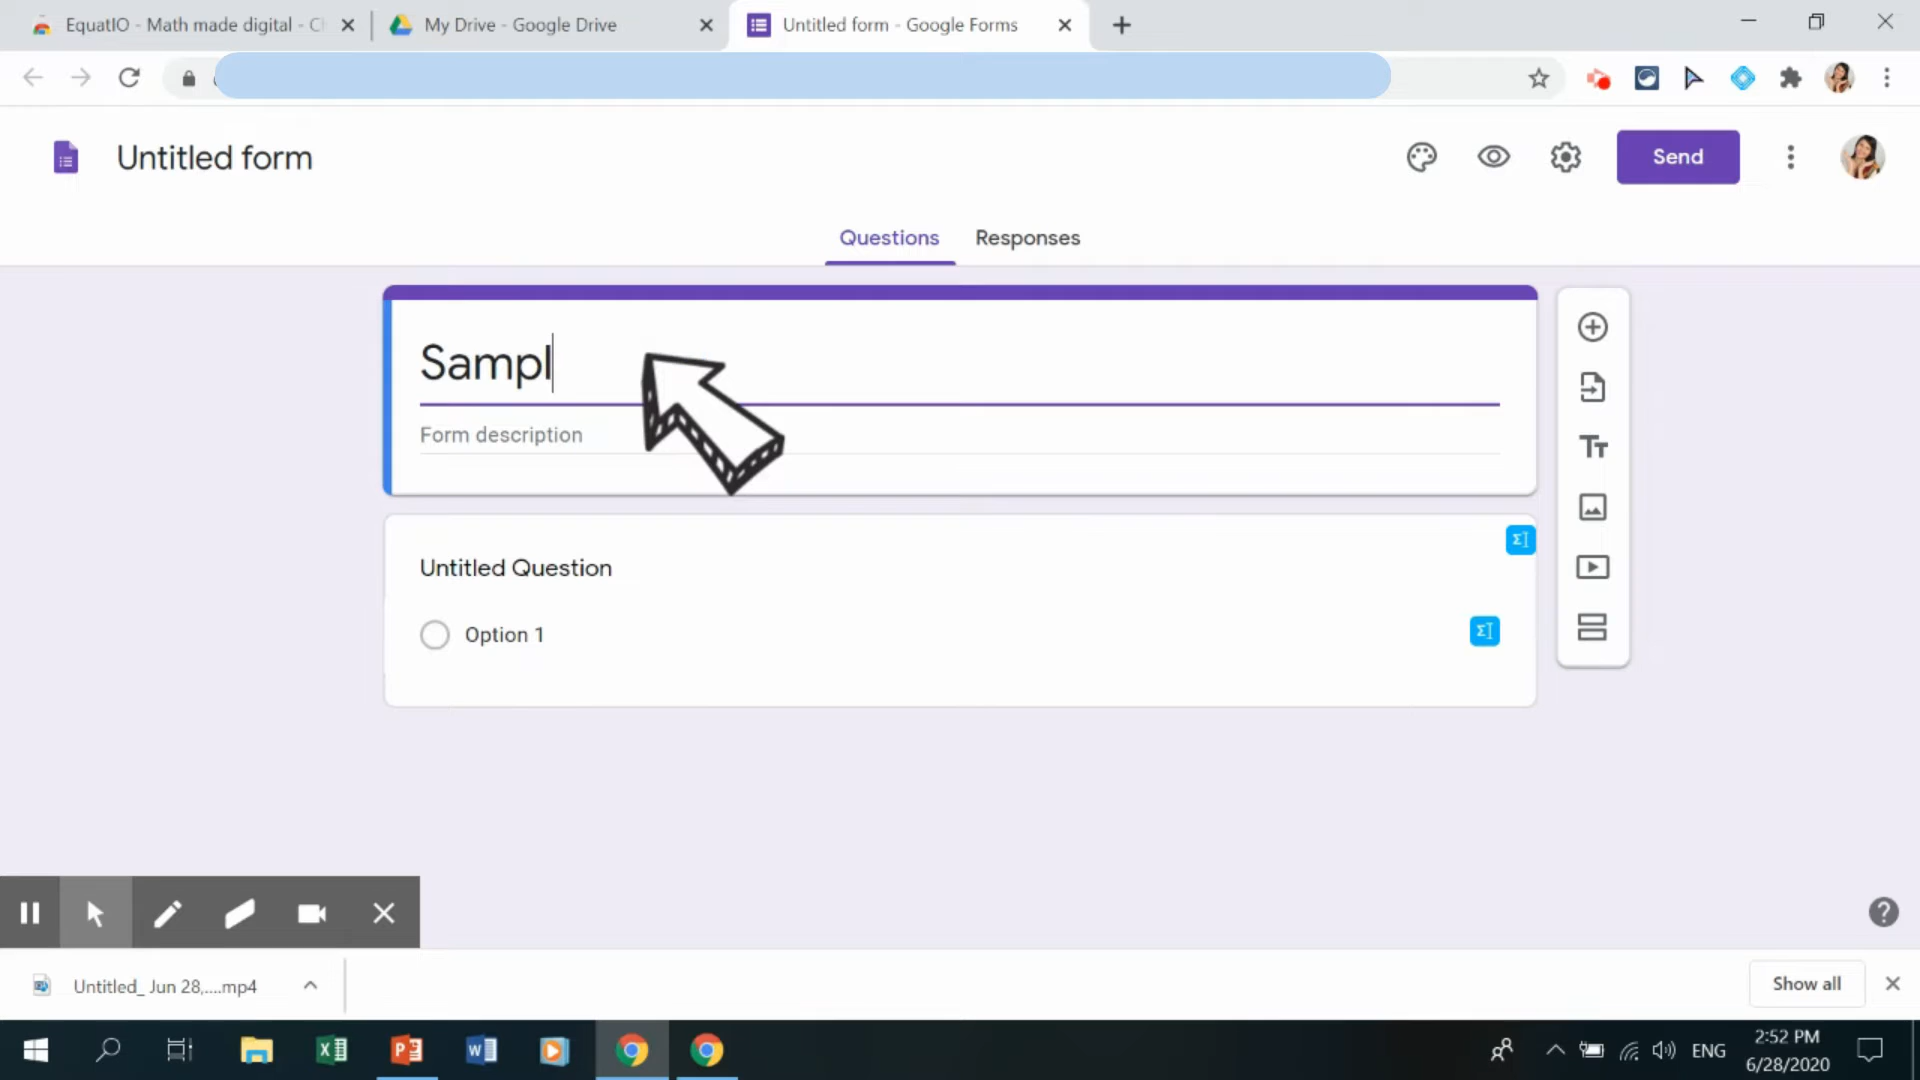 EquatIO - Math made digital - Ch
My Drive - Google Drive
Untitled form - Google Forms
Untitled form
Send
Questions
Responses
Sampl
Form description
Untitled Question
Option 1
Untitled_ Jun 28,....mp4
Show all
ENG
2:52 PM
6/28/2020